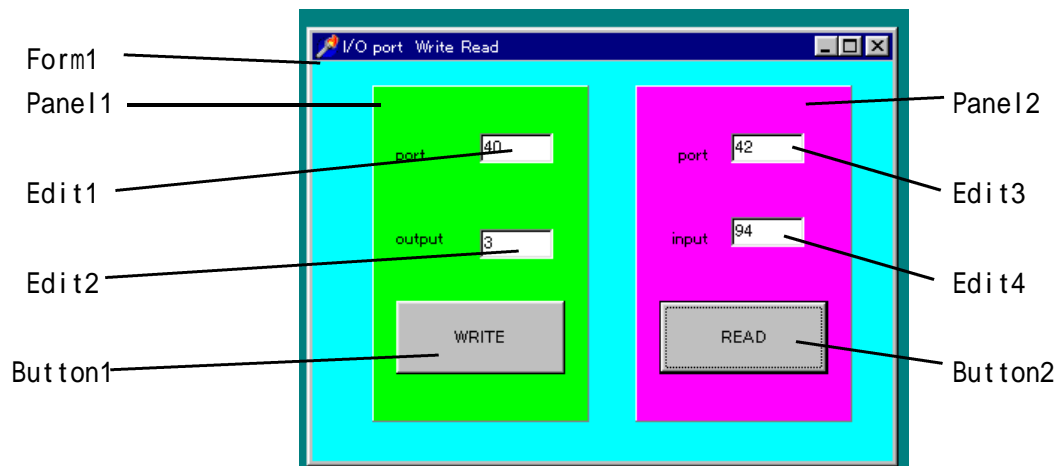 I/O port Write Read
Form1
Panel1
Panel2
port 40
port 42
Edit1
Edit3
output 3
input 94
Edit2
Edit4
WRITE
READ
Button1
Button2